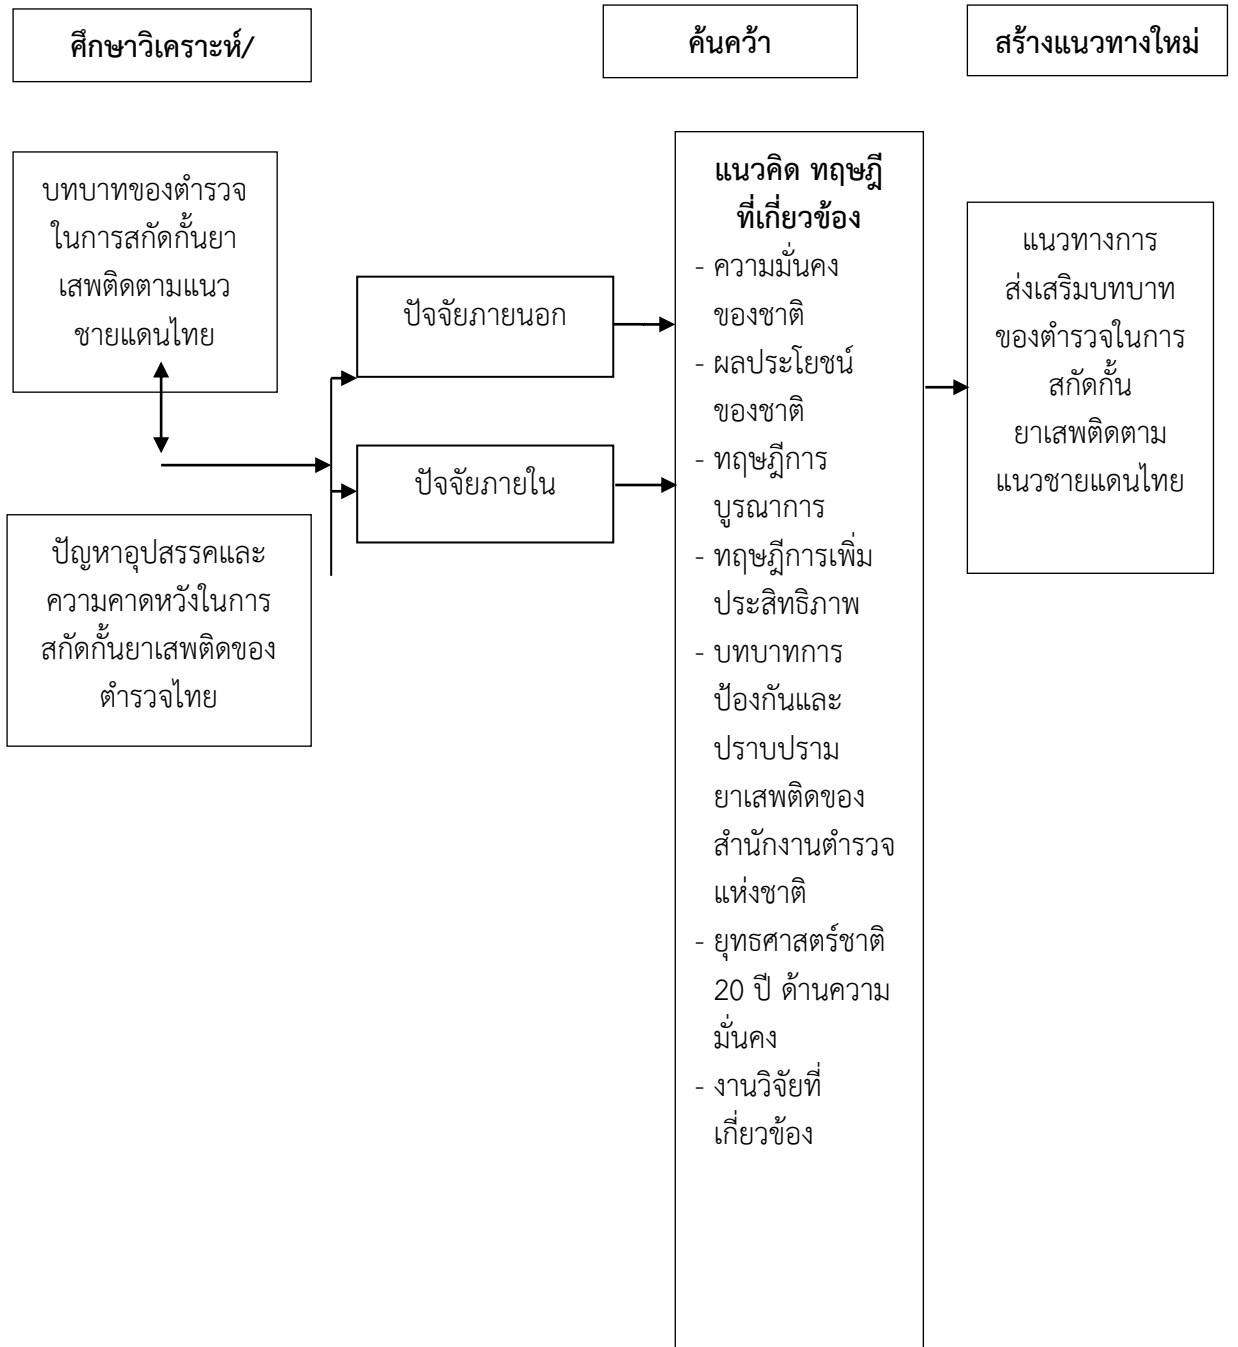 ศึกษาวิเคราะห์/
ค้นคว้า
สร้างแนวทางใหม่
บทบาทของตำรวจ
ในการสกัดกั้นยา
เสพติดตามแนว
ชายแดนไทย
ปัญหาอุปสรรคและ
ความคาดหวังในการ
สกัดกั้นยาเสพติดของ
ตำรวจไทย
ปัจจัยภายนอก
ปัจจัยภายใน
แนวคิด ทฤษฎี
ที่เกี่ยวข้อง
- ความมั่นคง
ของชาติ
- ผลประโยชน์
ของชาติ
- ทฤษฎีการ
บูรณาการ
- ทฤษฎีการเพิ่ม
ประสิทธิภาพ
- บทบาทการ
ป้องกันและ
ปราบปราม
ยาเสพติดของ
สำนักงานตำรวจ
แห่งชาติ
- ยุทธศาสตร์ชาติ
20 ปี ด้านความ
มั่นคง
- งานวิจัยที่
เกี่ยวข้อง
แนวทางการ
ส่งเสริมบทบาท
ของตำรวจในการ
สกัดกั้น
ยาเสพติดตาม
แนวชายแดนไทย